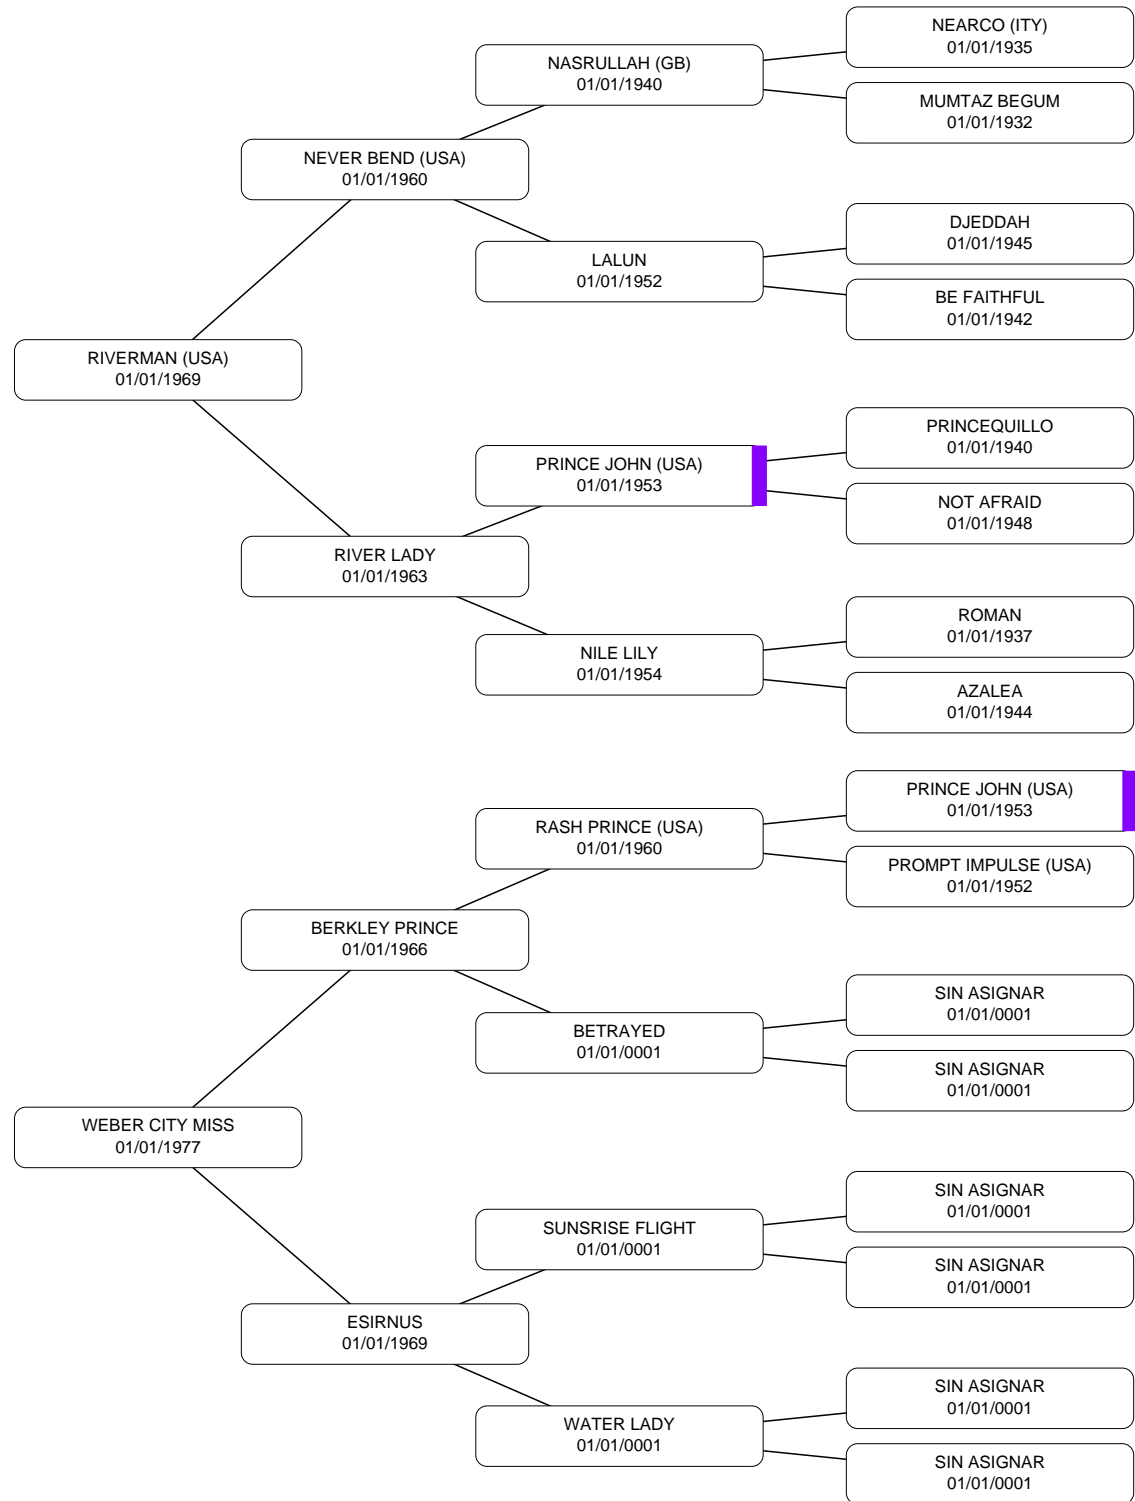 NEARCO (ITY)
01/01/1935
NASRULLAH (GB)
01/01/1940
MUMTAZ BEGUM
01/01/1932
NEVER BEND (USA)
01/01/1960
DJEDDAH
01/01/1945
LALUN
01/01/1952
BE FAITHFUL
01/01/1942
RIVERMAN (USA)
01/01/1969
PRINCEQUILLO
01/01/1940
PRINCE JOHN (USA)
01/01/1953
NOT AFRAID
01/01/1948
RIVER LADY
01/01/1963
ROMAN
01/01/1937
NILE LILY
01/01/1954
AZALEA
01/01/1944
PRINCE JOHN (USA)
01/01/1953
RASH PRINCE (USA)
01/01/1960
PROMPT IMPULSE (USA)
01/01/1952
BERKLEY PRINCE
01/01/1966
SIN ASIGNAR
01/01/0001
BETRAYED
01/01/0001
SIN ASIGNAR
01/01/0001
WEBER CITY MISS
01/01/1977
SIN ASIGNAR
01/01/0001
SUNSRISE FLIGHT
01/01/0001
SIN ASIGNAR
01/01/0001
ESIRNUS
01/01/1969
SIN ASIGNAR
01/01/0001
WATER LADY
01/01/0001
SIN ASIGNAR
01/01/0001